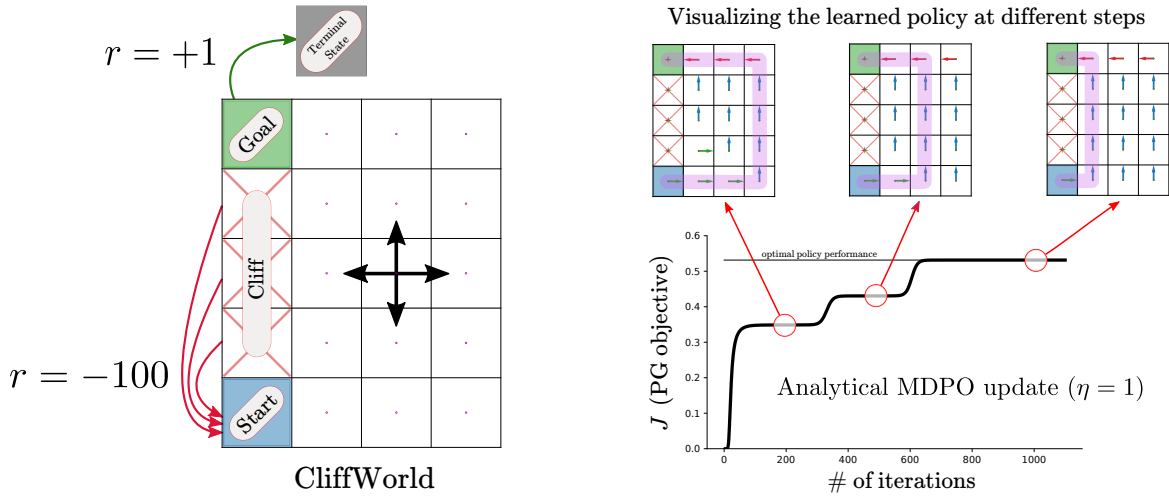 r = +1
Terminal
State
Goal
Cliff
r = −100
Start
CliffWorld
Visualizing the learned policy at different steps
0.6
optimal policy performance
0.5
0.4
0.3
0.2
0.1
0.0
J (PG objective)
Analytical MDPO update (η = 1)
0 200 400 600 800 1000
# of iterations